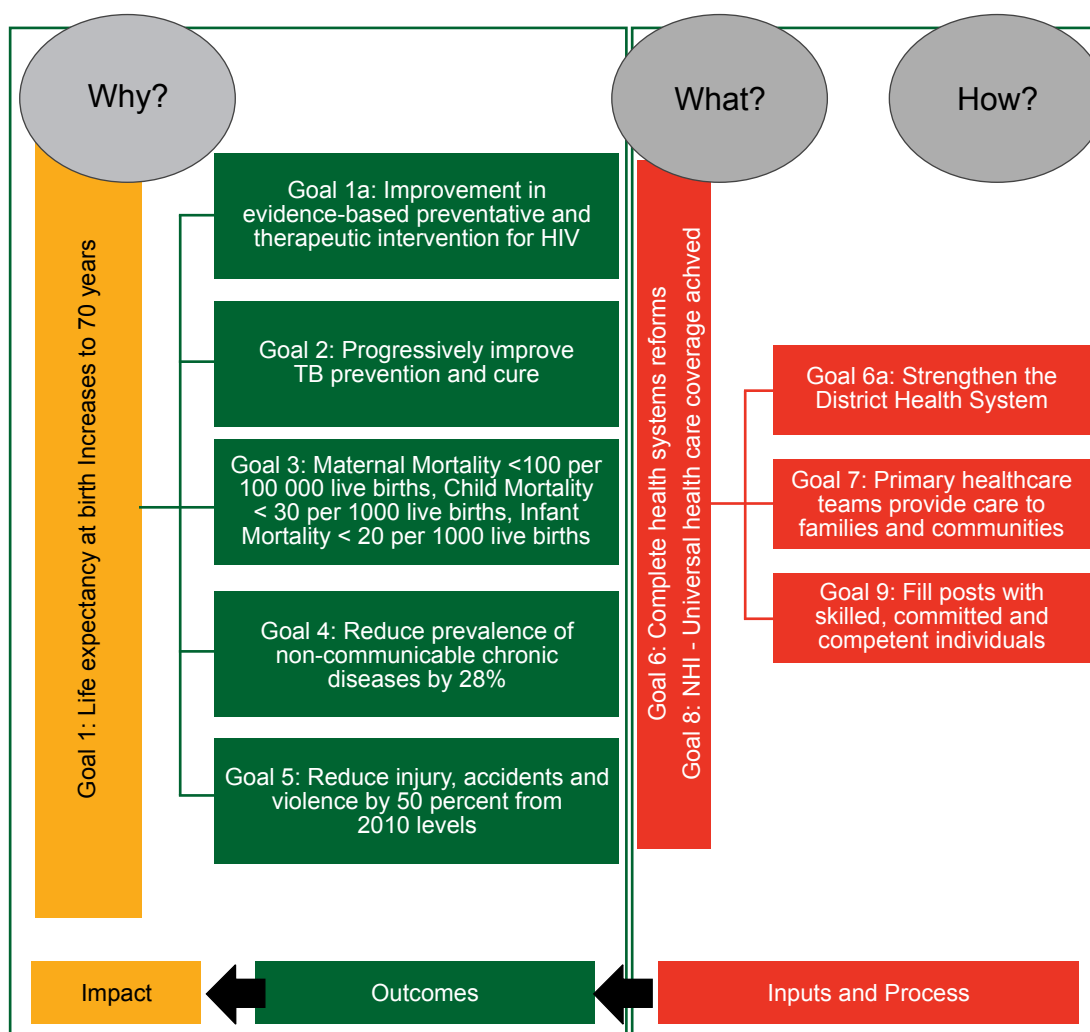 Why?
What?
How?
Goal 1: Life expectancy at birth Increases to 70 years
Goal 1a: Improvement in
evidence-based preventative and
therapeutic intervention for HIV
Goal 2: Progressively improve
TB prevention and cure
Goal 3: Maternal Mortality <100 per
100 000 live births, Child Mortality
< 30 per 1000 live births, Infant
Mortality < 20 per 1000 live births
Goal 4: Reduce prevalence of
non-communicable chronic
diseases by 28%
Goal 5: Reduce injury, accidents and
violence by 50 percent from
2010 levels
Goal 6: Complete health systems reforms
Goal 8: NHI - Universal health care coverage achved
Goal 6a: Strengthen the
District Health System
Goal 7: Primary healthcare
teams provide care to
families and communities
Goal 9: Fill posts with
skilled, committed and
competent individuals
Impact
Outcomes
Inputs and Process